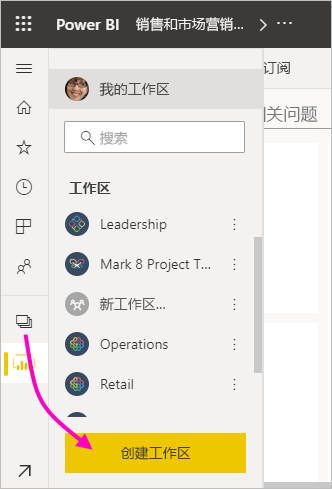 Power BI 销售和市场营销...
订阅
我的工作区
关问题
搜索
工作区
Leadership
Mark 8 Project T...
新工作区...
Operations
Retail
创建工作区